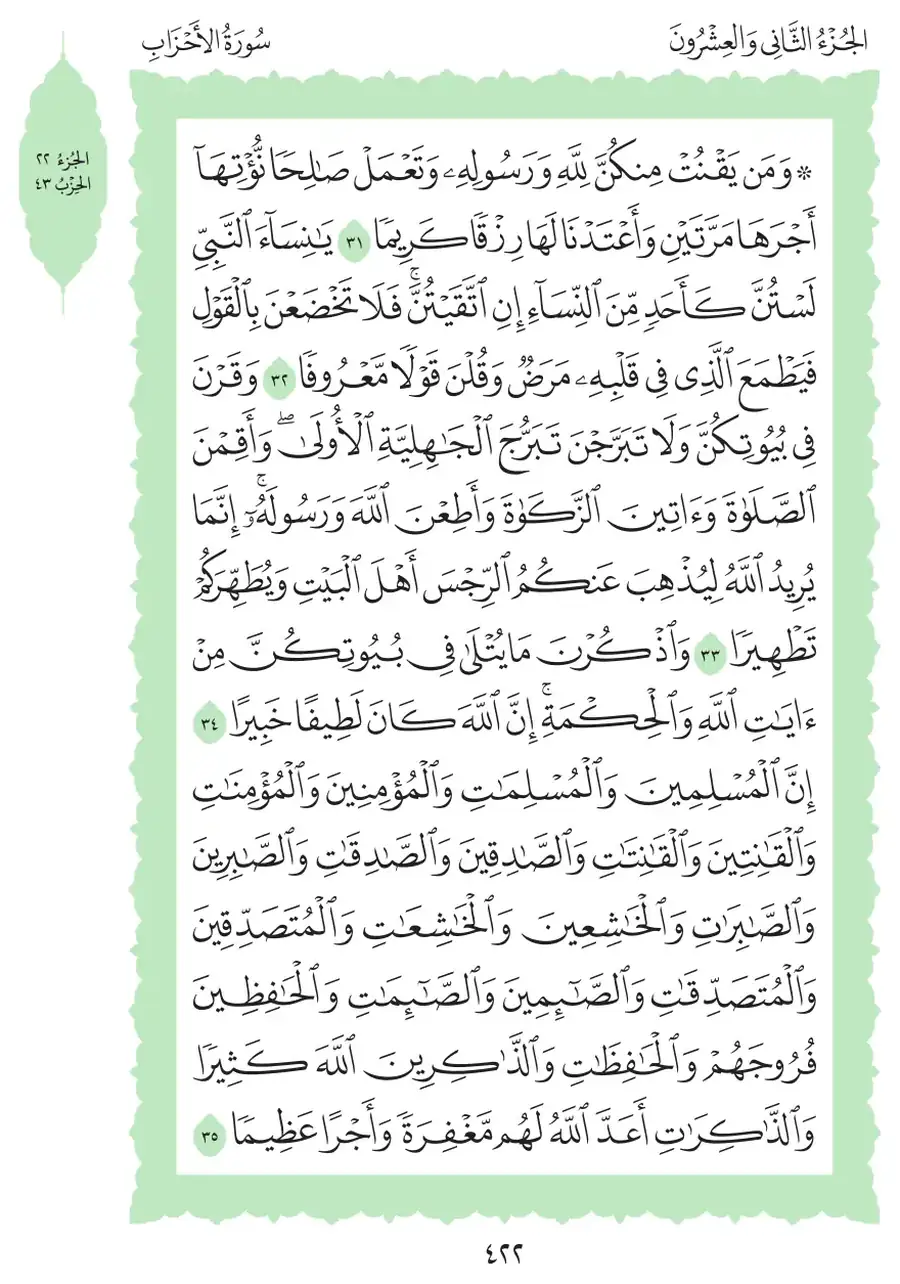 الجُزْءُ الثَّانِي وَالعِشْرُونَ
سُورَةُ الأَحْزَابِ
الجُزْءُ ٢٢
الحِزْبُ ٤٣
* وَمَن يَقْنُتْ مِنكُنَّ لِلَّهِ وَرَسُولِهِۦ وَتَعْمَلْ صَٰلِحًا نُّؤْتِهَآ
أَجْرَهَا مَرَّتَيْنِ وَأَعْتَدْنَا لَهَا رِزْقًا كَرِيمًا ٣١ يَٰنِسَآءَ ٱلنَّبِيِّ
لَسْتُنَّ كَأَحَدٍ مِّنَ ٱلنِّسَآءِ إِنِ ٱتَّقَيْتُنَّۚ فَلَا تَخْضَعْنَ بِٱلْقَوْلِ
فَيَطْمَعَ ٱلَّذِى فِى قَلْبِهِۦ مَرَضٌ وَقُلْنَ قَوْلًا مَّعْرُوفًا ٣٢ وَقَرْنَ
فِى بُيُوتِكُنَّ وَلَا تَبَرَّجْنَ تَبَرُّجَ ٱلْجَٰهِلِيَّةِ ٱلْأُولَىٰۖ وَأَقِمْنَ
ٱلصَّلَوٰةَ وَءَاتِينَ ٱلزَّكَوٰةَ وَأَطِعْنَ ٱللَّهَ وَرَسُولَهُۥٓۚ إِنَّمَا
يُرِيدُ ٱللَّهُ لِيُذْهِبَ عَنكُمُ ٱلرِّجْسَ أَهْلَ ٱلْبَيْتِ وَيُطَهِّرَكُمْ
تَطْهِيرًا ٣٣ وَٱذْكُرْنَ مَا يُتْلَىٰ فِى بُيُوتِكُنَّ مِنْ
ءَايَٰتِ ٱللَّهِ وَٱلْحِكْمَةِۚ إِنَّ ٱللَّهَ كَانَ لَطِيفًا خَبِيرًا ٣٤
إِنَّ ٱلْمُسْلِمِينَ وَٱلْمُسْلِمَٰتِ وَٱلْمُؤْمِنِينَ وَٱلْمُؤْمِنَٰتِ
وَٱلْقَٰنِتِينَ وَٱلْقَٰنِتَٰتِ وَٱلصَّٰدِقِينَ وَٱلصَّٰدِقَٰتِ وَٱلصَّٰبِرِينَ
وَٱلصَّٰبِرَٰتِ وَٱلْخَٰشِعِينَ وَٱلْخَٰشِعَٰتِ وَٱلْمُتَصَدِّقِينَ
وَٱلْمُتَصَدِّقَٰتِ وَٱلصَّٰٓئِمِينَ وَٱلصَّٰٓئِمَٰتِ وَٱلْحَٰفِظِينَ
فُرُوجَهُمْ وَٱلْحَٰفِظَٰتِ وَٱلذَّٰكِرِينَ ٱللَّهَ كَثِيرًا
وَٱلذَّٰكِرَٰتِ أَعَدَّ ٱللَّهُ لَهُم مَّغْفِرَةً وَأَجْرًا عَظِيمًا ٣٥
٤٢٢